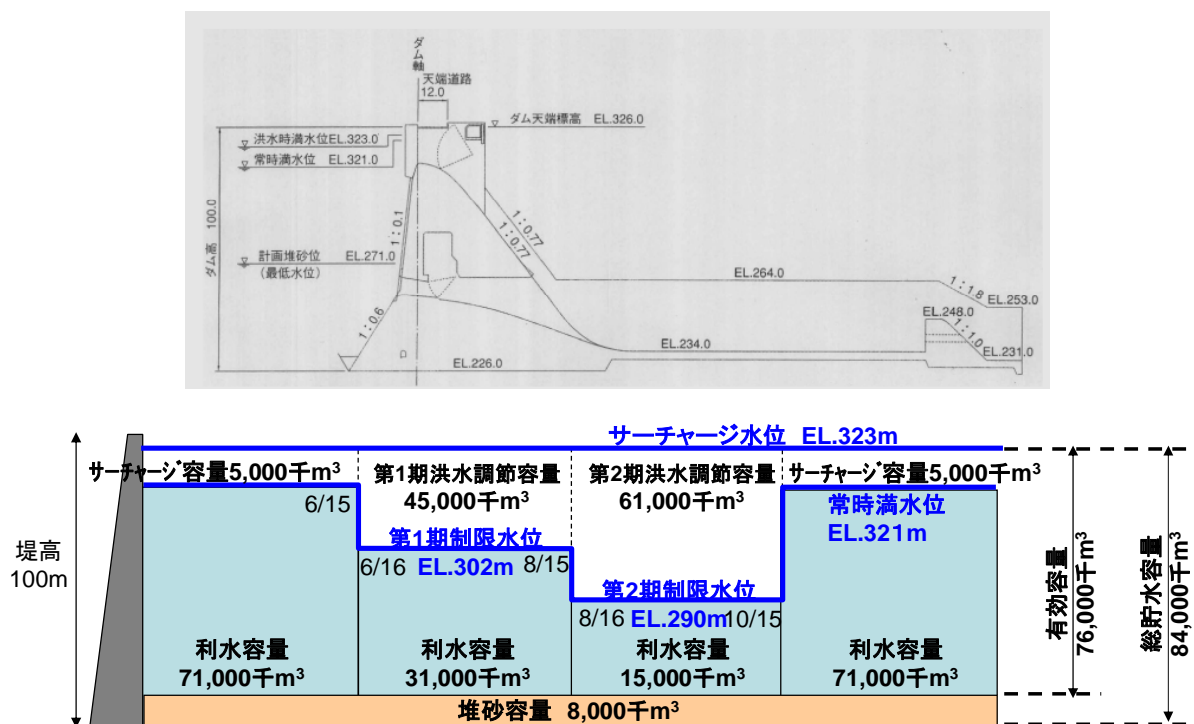 ダム軸
天端道路
12.0
ダム天端標高 EL.326.0
洪水時満水位EL.323.0
常時満水位 EL.321.0
ダム高 100.0
1:0.1
1:0.77
1:0.77
計画堆砂位 EL.271.0
(最低水位)
EL.264.0
1:1.8
EL.253.0
EL.248.0
1:1.0
1:0.6
EL.234.0
EL.231.0
EL.226.0
サーチャージ水位 EL.323m
サーチャージ容量5,000千m³
第1期洪水調節容量
45,000千m³
第2期洪水調節容量
61,000千m³
サーチャージ容量5,000千m³
6/15
常時満水位
EL.321m
第1期制限水位
6/16 EL.302m 8/15
第2期制限水位
8/16 EL.290m10/15
堤高
100m
利水容量
71,000千m³
利水容量
31,000千m³
利水容量
15,000千m³
利水容量
71,000千m³
有効容量
76,000千m³
総貯水容量
84,000千m³
堆砂容量 8,000千m³